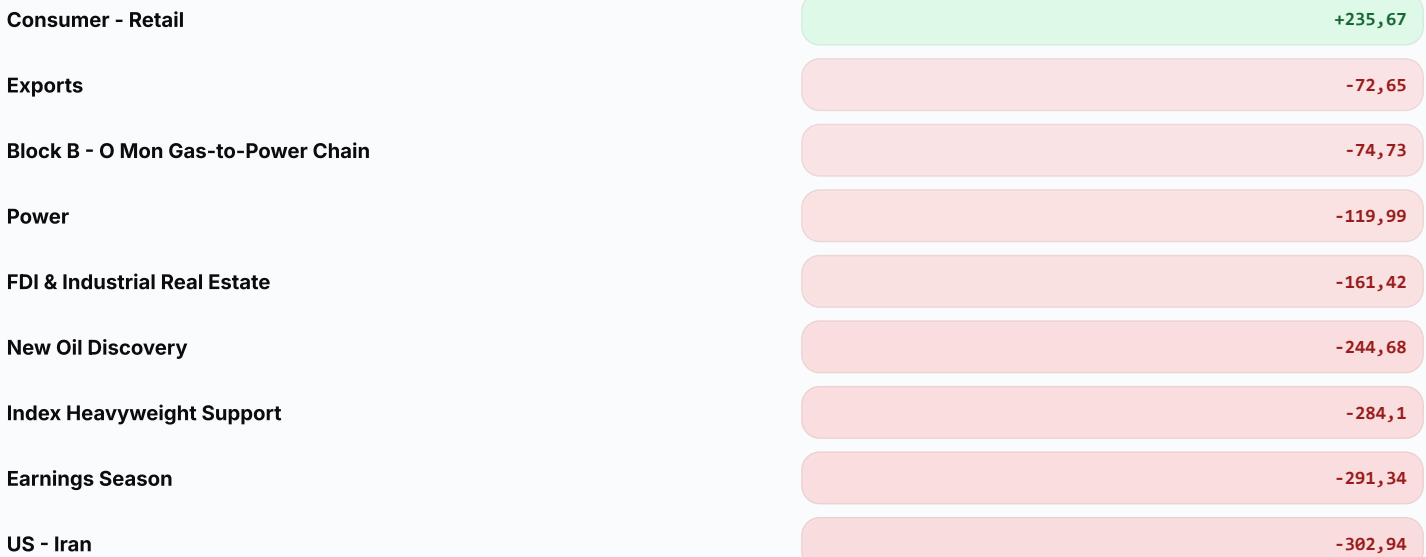 Consumer - Retail +235,67
Exports -72,65
Block B - O Mon Gas-to-Power Chain -74,73
Power -119,99
FDI & Industrial Real Estate -161,42
New Oil Discovery -244,68
Index Heavyweight Support -284,1
Earnings Season -291,34
US - Iran -302,94